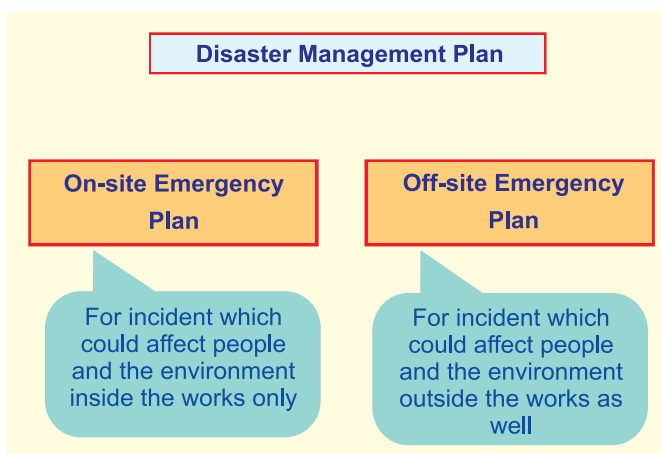 Disaster Management Plan
On-site Emergency
Plan
Off-site Emergency
Plan
For incident which
could affect people
and the environment
inside the works only
For incident which
could affect people
and the environment
outside the works as
well